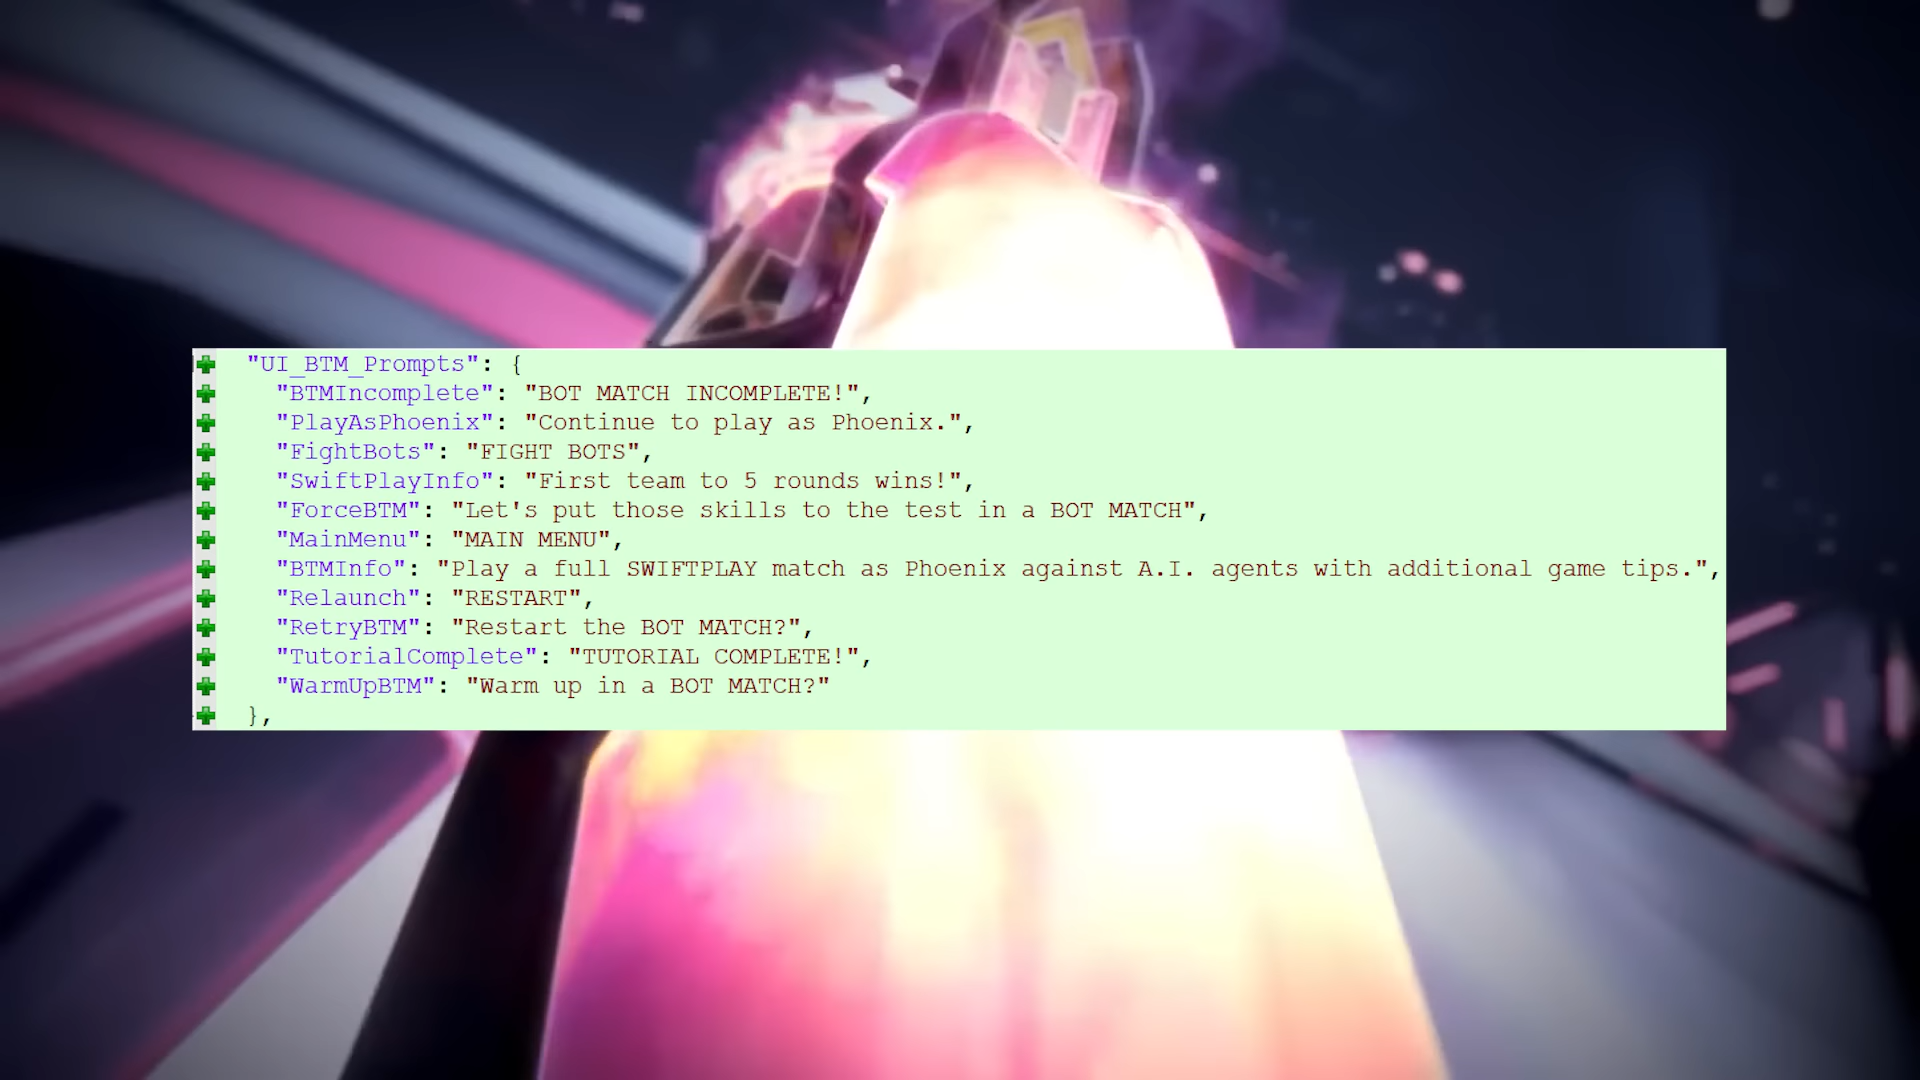 "UI_BTM_Prompts": {
"BTMIncomplete": "BOT MATCH INCOMPLETE!",
"PlayAsPhoenix": "Continue to play as Phoenix.",
"FightBots": "FIGHT BOTS",
"SwiftPlayInfo": "First team to 5 rounds wins!",
"ForceBTM": "Let's put those skills to the test in a BOT MATCH",
"MainMenu": "MAIN MENU",
"BTMInfo": "Play a full SWIFTPLAY match as Phoenix against A.I. agents with additional game tips.",
"Relaunch": "RESTART",
"RetryBTM": "Restart the BOT MATCH?",
"TutorialComplete": "TUTORIAL COMPLETE!",
"WarmUpBTM": "Warm up in a BOT MATCH?"
},